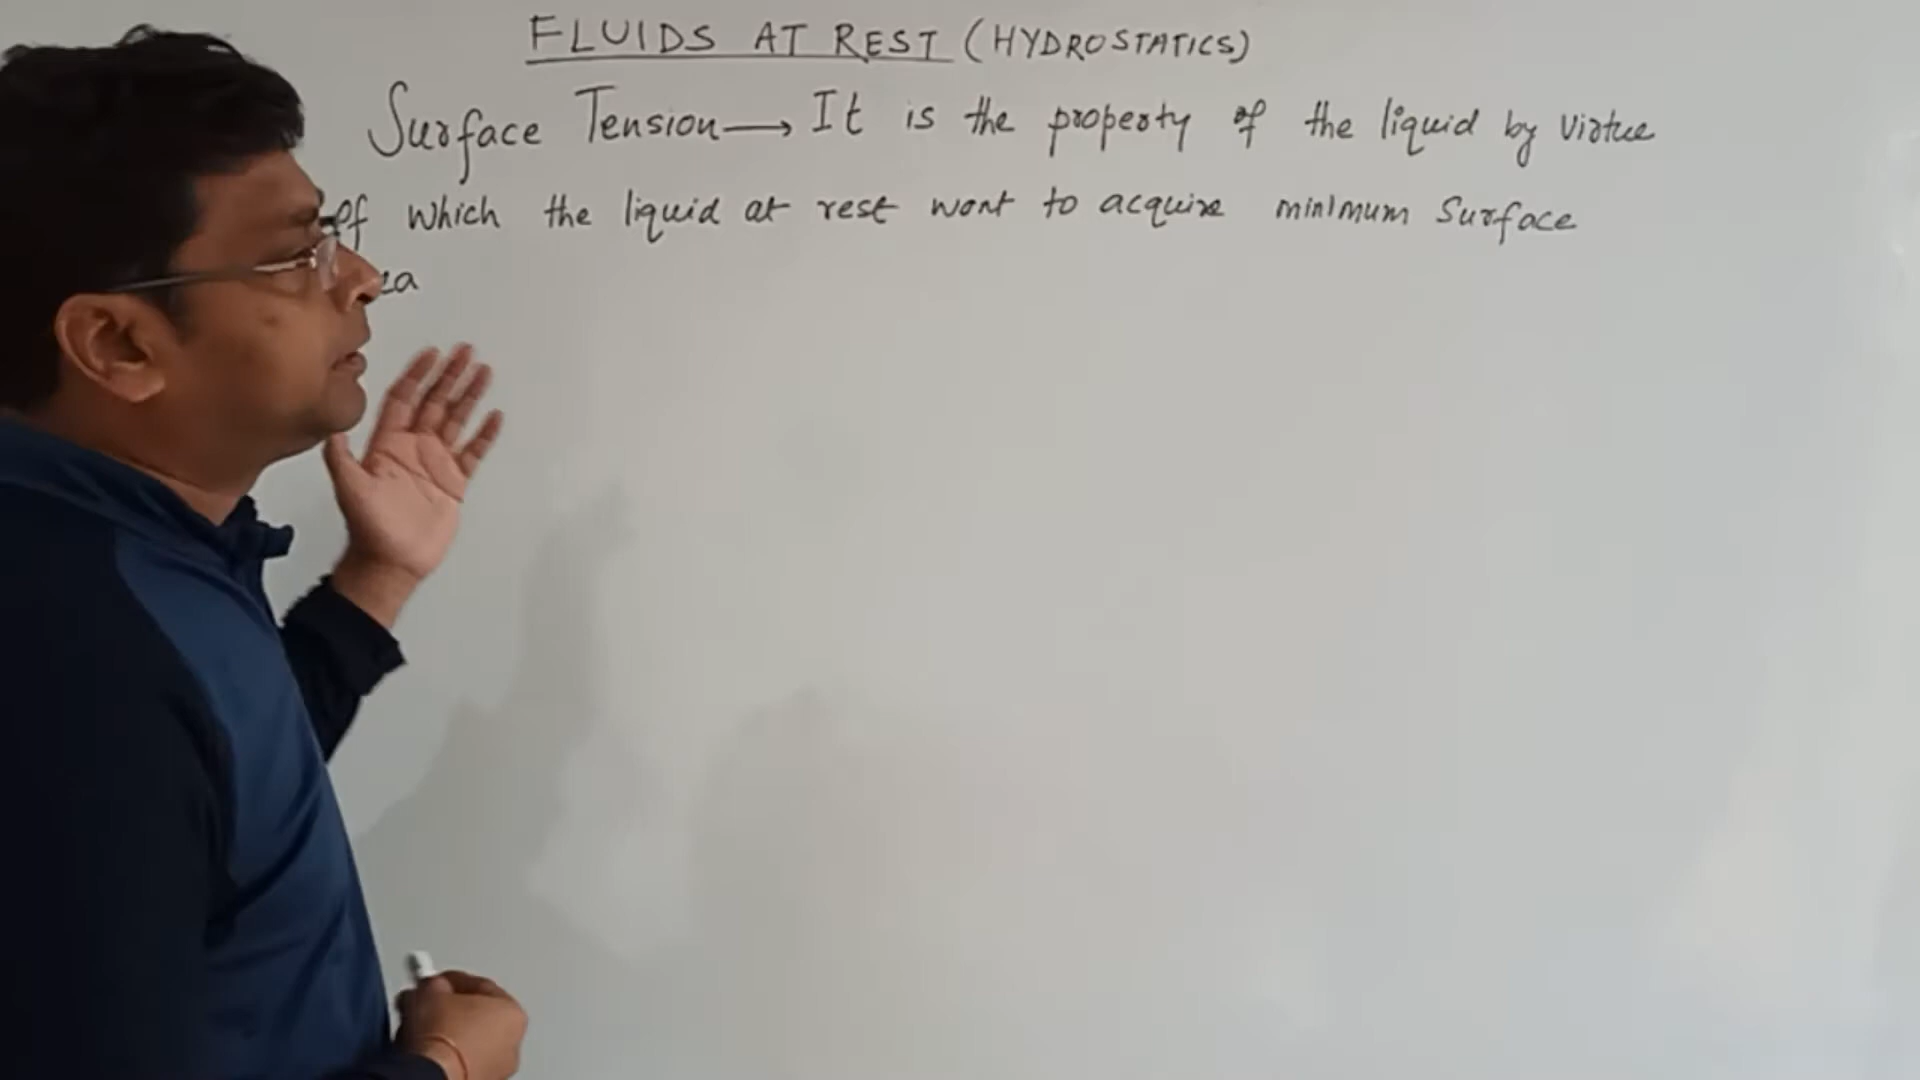 FLUIDS AT REST (HYDROSTATICS)
Surface Tension → It is the property of the liquid by virtue
of which the liquid at rest want to acquire minimum surface